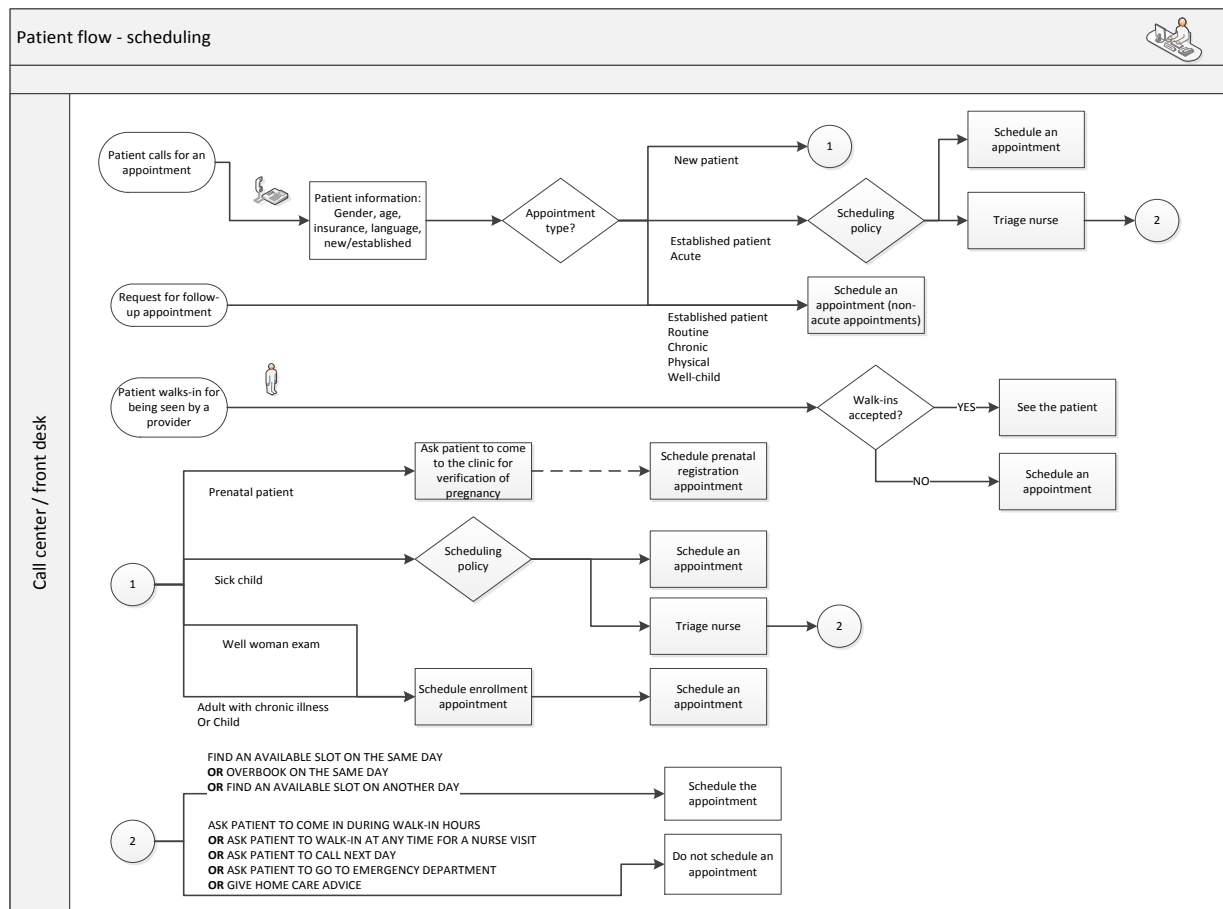 Patient flow - scheduling
Call center / front desk
Patient calls for an
appointment
Patient information:
Gender, age,
insurance, language,
new/established
Appointment
type?
New patient
1
Established patient
Acute
Scheduling
policy
Schedule an
appointment
Triage nurse
2
Request for follow-
up appointment
Established patient
Routine
Chronic
Physical
Well-child
Schedule an
appointment (non-
acute appointments)
Patient walks-in for
being seen by a
provider
Walk-ins
accepted?
YES
See the patient
NO
Schedule an
appointment
1
Prenatal patient
Ask patient to come
to the clinic for
verification of
pregnancy
Schedule prenatal
registration
appointment
Sick child
Scheduling
policy
Schedule an
appointment
Triage nurse
2
Well woman exam
Adult with chronic illness
Or Child
Schedule enrollment
appointment
Schedule an
appointment
2
FIND AN AVAILABLE SLOT ON THE SAME DAY
OR OVERBOOK ON THE SAME DAY
OR FIND AN AVAILABLE SLOT ON ANOTHER DAY
Schedule the
appointment
ASK PATIENT TO COME IN DURING WALK-IN HOURS
OR ASK PATIENT TO WALK-IN AT ANY TIME FOR A NURSE VISIT
OR ASK PATIENT TO CALL NEXT DAY
OR ASK PATIENT TO GO TO EMERGENCY DEPARTMENT
OR GIVE HOME CARE ADVICE
Do not schedule an
appointment